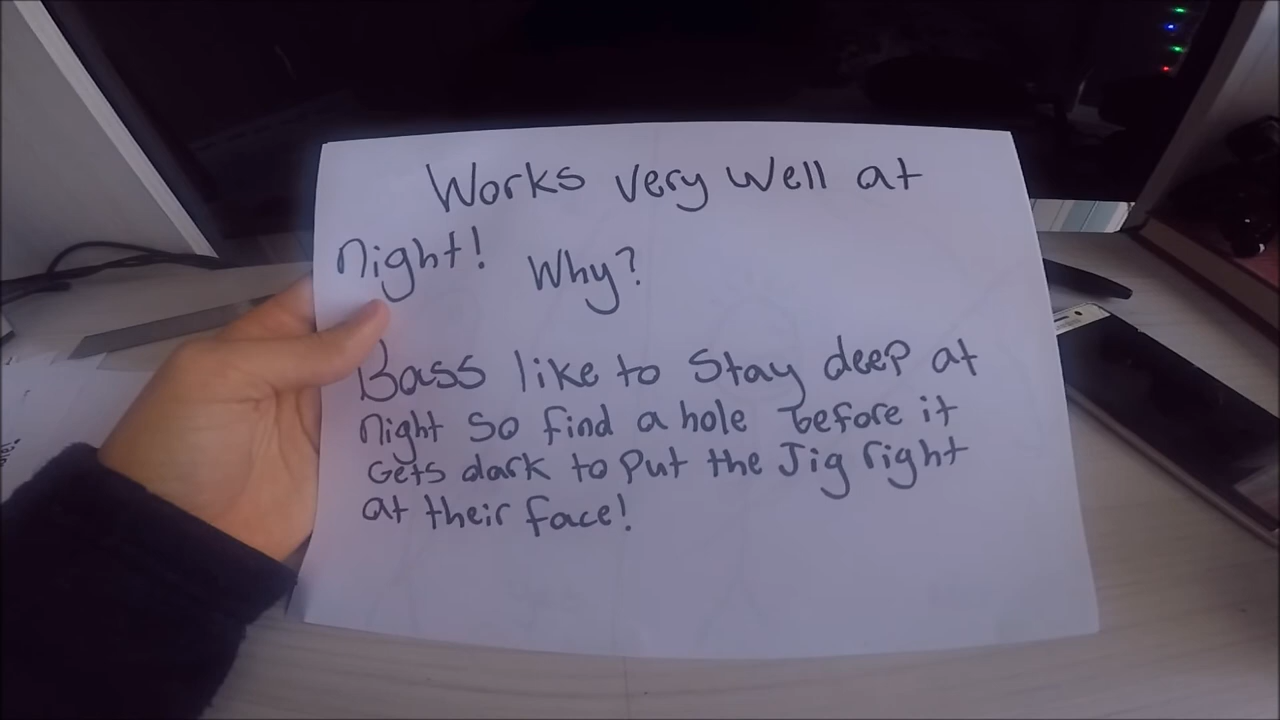 Works very well at
night! Why?
Bass like to stay deep at
night so find a hole before it
Gets dark to put the Jig right
at their face!